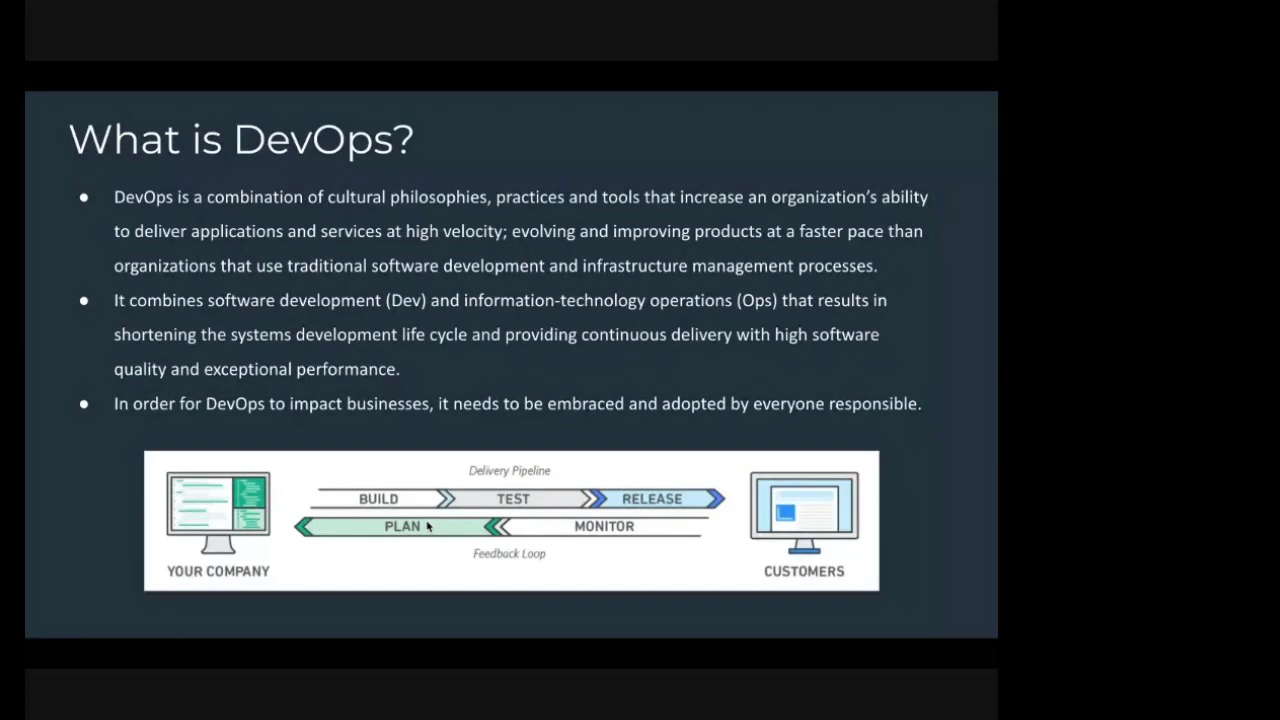 What is DevOps?
● DevOps is a combination of cultural philosophies, practices and tools that increase an organization’s ability
to deliver applications and services at high velocity; evolving and improving products at a faster pace than
organizations that use traditional software development and infrastructure management processes.
● It combines software development (Dev) and information-technology operations (Ops) that results in
shortening the systems development life cycle and providing continuous delivery with high software
quality and exceptional performance.
● In order for DevOps to impact businesses, it needs to be embraced and adopted by everyone responsible.
Delivery Pipeline
BUILD TEST RELEASE
PLAN MONITOR
Feedback Loop
YOUR COMPANY CUSTOMERS